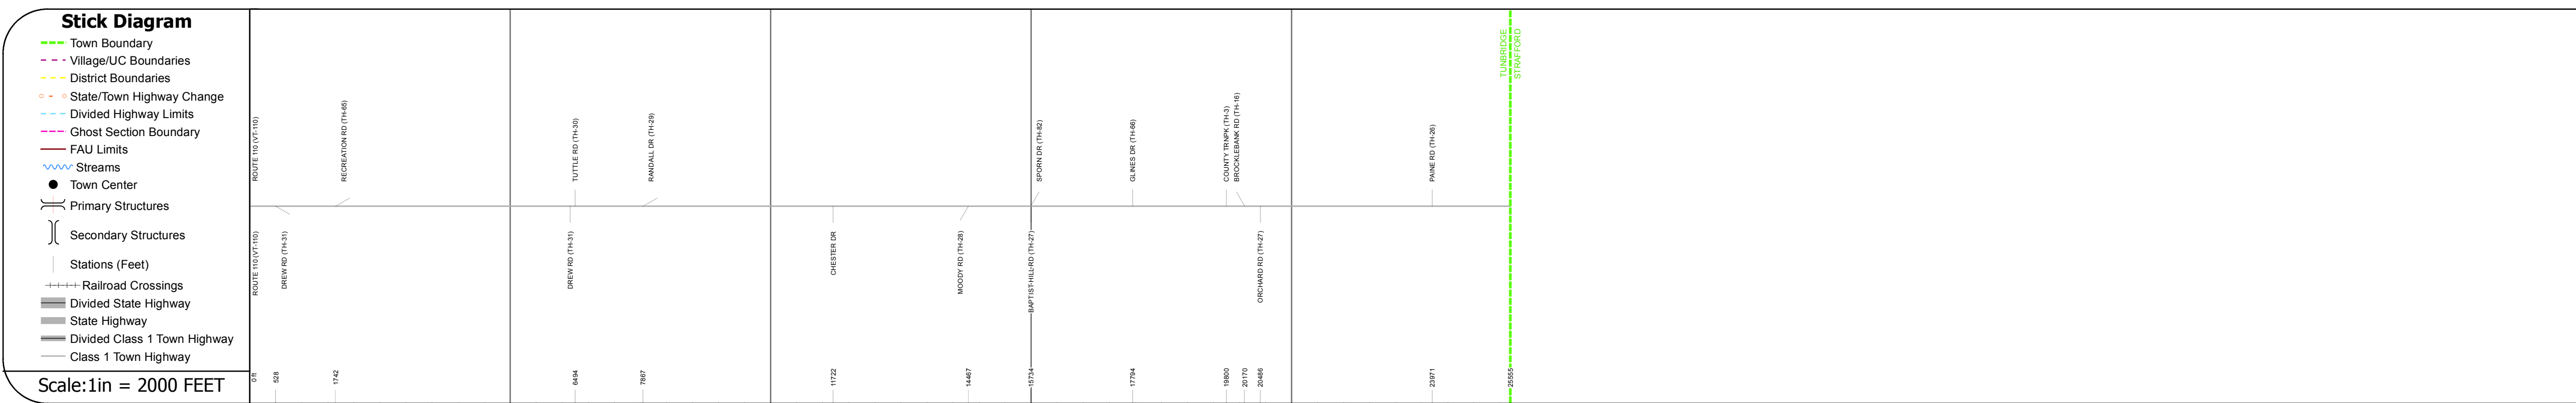 Stick Diagram
Town Boundary
Village/UC Boundaries
District Boundaries
State/Town Highway Change
Divided Highway Limits
Ghost Section Boundary
FAU Limits
Streams
Town Center
Primary Structures
Secondary Structures
Stations (Feet)
Railroad Crossings
Divided State Highway
State Highway
Divided Class 1 Town Highway
Class 1 Town Highway
Scale:1in = 2000 FEET
ROUTE 110 (VT-110)
RECREATION RD (TH-65)
TUTTLE RD (TH-30)
RANDALL DR (TH-29)
SPORN DR (TH-82)
GLINES DR (TH-66)
COUNTY TRNPK (TH-3)
BROCKLEBANK RD (TH-16)
PAINE RD (TH-26)
TUNBRIDGE
STRAFFORD
ROUTE 110 (VT-110)
DREW RD (TH-31)
DREW RD (TH-31)
CHESTER DR
MOODY RD (TH-28)
BAPTIST-HILL-RD (TH-27)
ORCHARD RD (TH-27)
0 ft
528
1742
6494
7867
11722
14467
15734
17794
19800
20170
20486
23971
25555